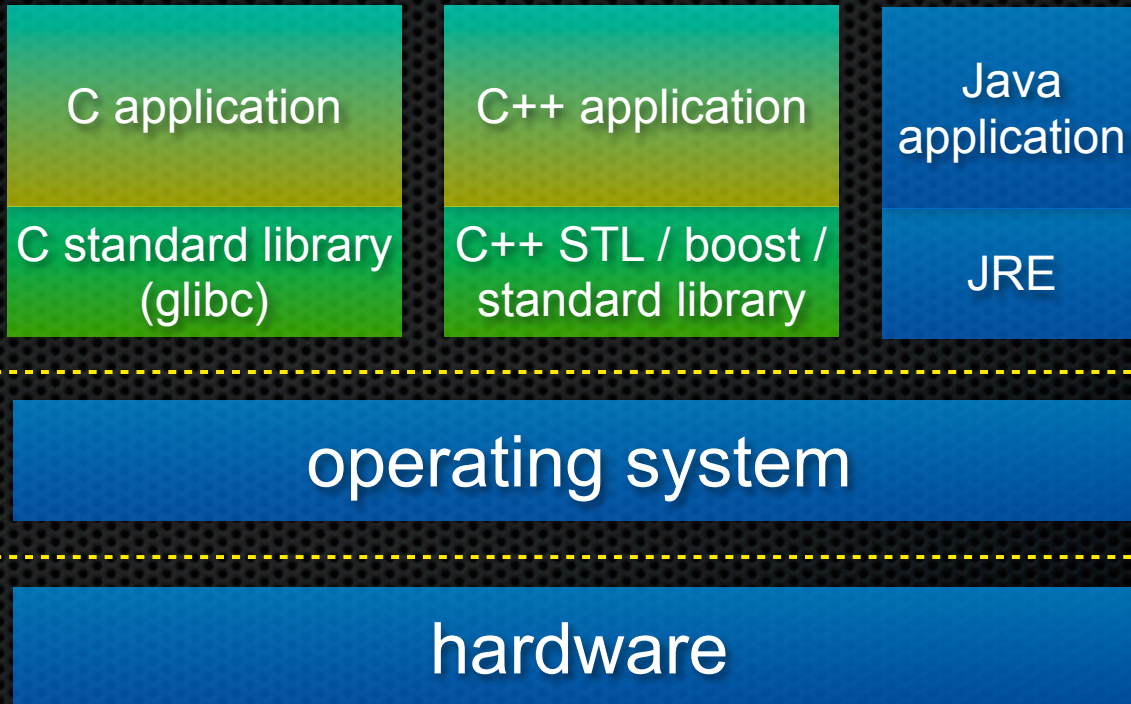 C application
C++ application
Java
application
C standard library
(glibc)
C++ STL / boost /
standard library
JRE
operating system
hardware